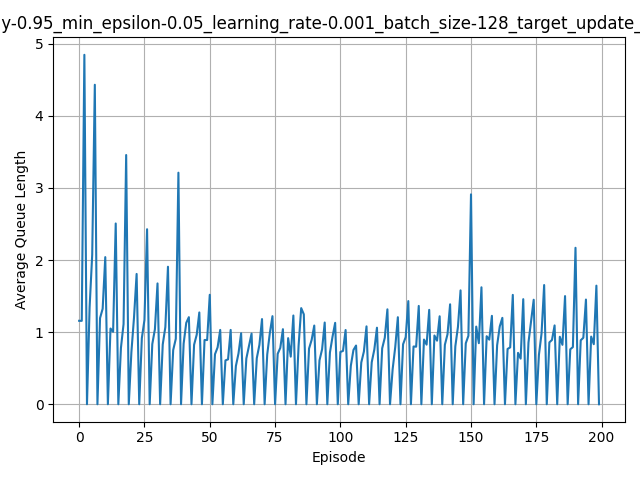 y-0.95_min_epsilon-0.05_learning_rate-0.001_batch_size-128_target_update_
5
4
3
2
1
0
Average Queue Length
0 25 50 75 100 125 150 175 200
Episode